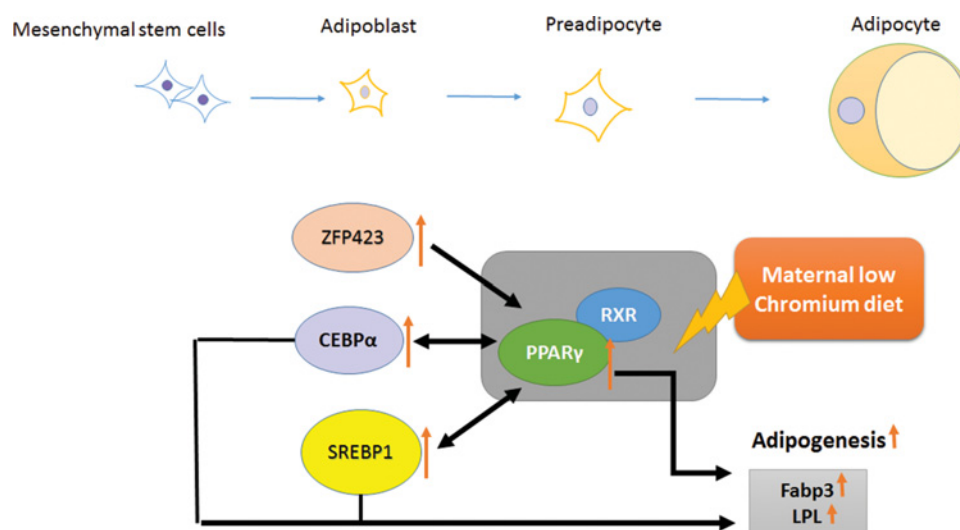 Mesenchymal stem cells
Adipoblast
Preadipocyte
Adipocyte
ZFP423
CEBPα
SREBP1
RXR
PPARγ
Maternal low
Chromium diet
Adipogenesis
Fabp3
LPL